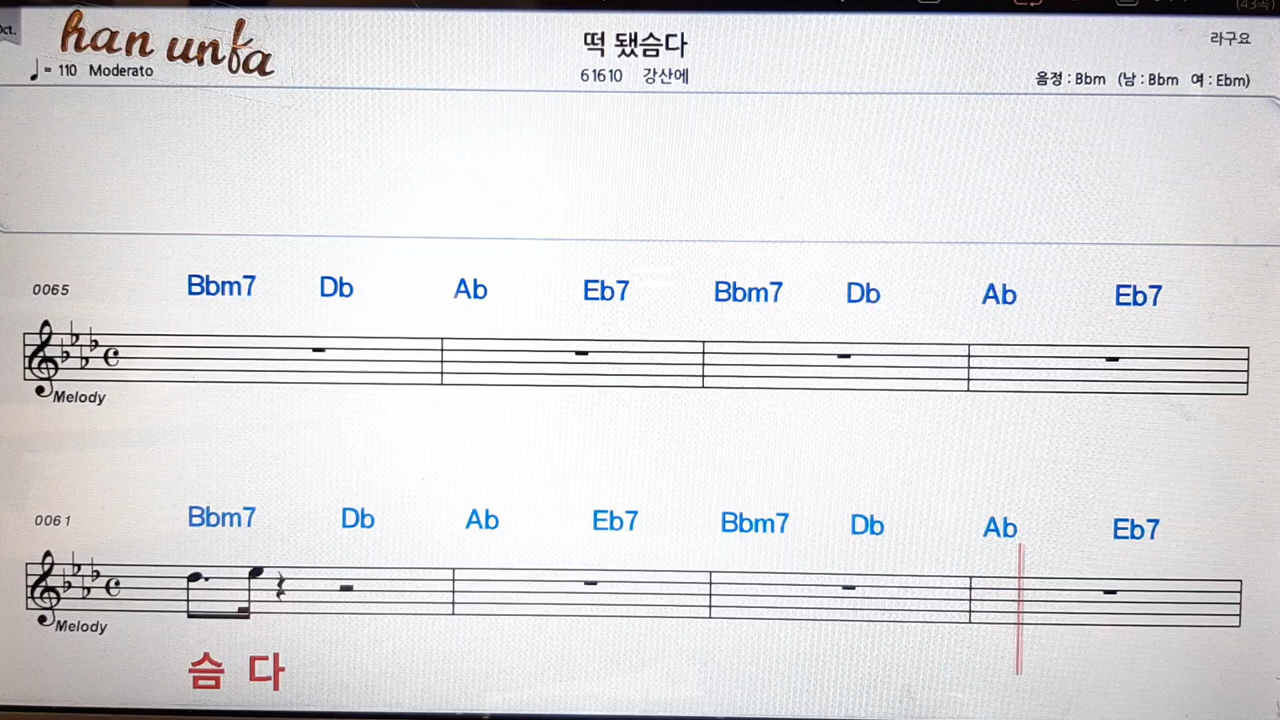 Oct.
han unfa
떡 됐슴다
라구요
♩= 110 Moderato
61610 강산에
음정 : Bbm (남 : Bbm 여 : Ebm)
0065 Bbm7 Db Ab Eb7 Bbm7 Db Ab Eb7
Melody
0061 Bbm7 Db Ab Eb7 Bbm7 Db Ab Eb7
Melody
슴 다